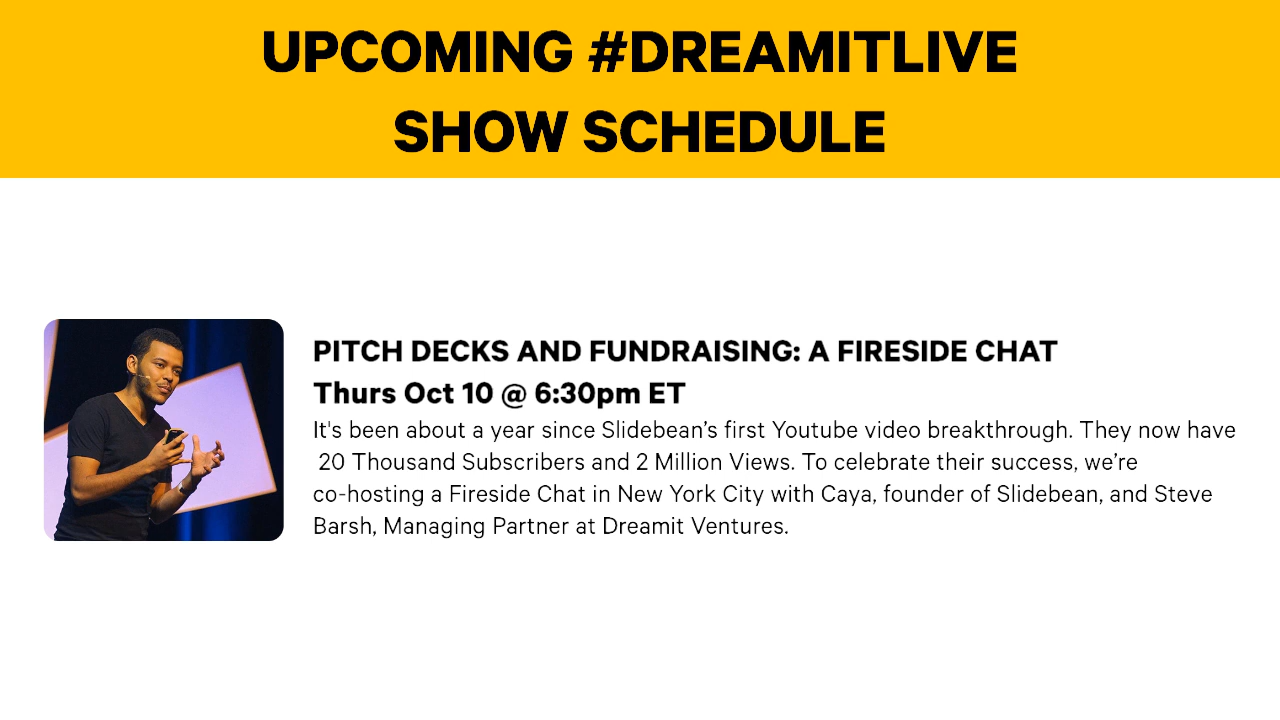 UPCOMING #DREAMITLIVE
SHOW SCHEDULE
PITCH DECKS AND FUNDRAISING: A FIRESIDE CHAT
Thurs Oct 10 @ 6:30pm ET
It's been about a year since Slidebean’s first Youtube video breakthrough. They now have
20 Thousand Subscribers and 2 Million Views. To celebrate their success, we’re
co-hosting a Fireside Chat in New York City with Caya, founder of Slidebean, and Steve
Barsh, Managing Partner at Dreamit Ventures.